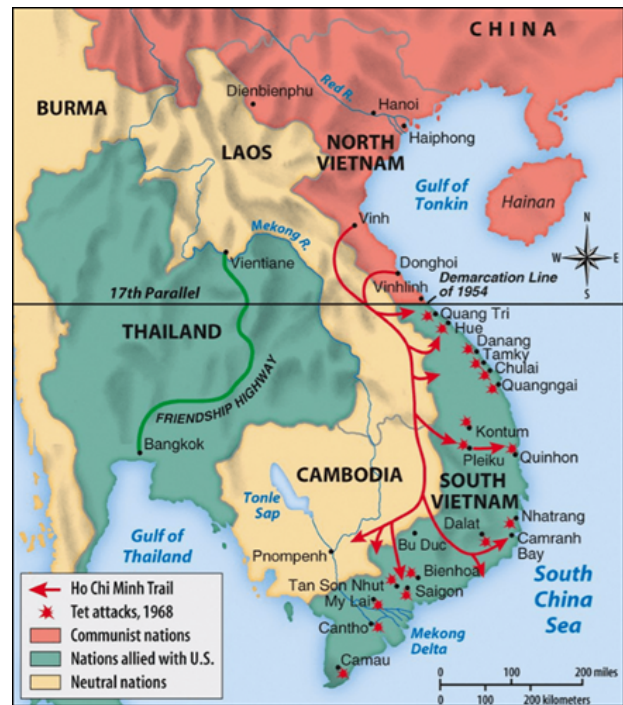 CHINA
BURMA
Dienbienphu
Red R.
Hanoi
Haiphong
LAOS
NORTH
VIETNAM
Gulf of
Tonkin
Hainan
Mekong R.
Vinh
N
W
E
S
Vientiane
Donghoi
Vinhlinh
Demarcation Line
of 1954
17th Parallel
Quang Tri
Hue
THAILAND
Danang
Tamky
Chulai
Quangngai
FRIENDSHIP HIGHWAY
Bangkok
Kontum
Pleiku
Quinhon
CAMBODIA
SOUTH
VIETNAM
Tonle
Sap
Gulf of
Thailand
Pnompenh
Bu Duc
Dalat
Nhatrang
Camranh
Bay
Tan Son Nhut
Bienhoa
My Lai
Saigon
South
China
Sea
Cantho
Mekong
Delta
Camau
Ho Chi Minh Trail
Tet attacks, 1968
Communist nations
Nations allied with U.S.
Neutral nations
0 100 200 miles
0 100 200 kilometers